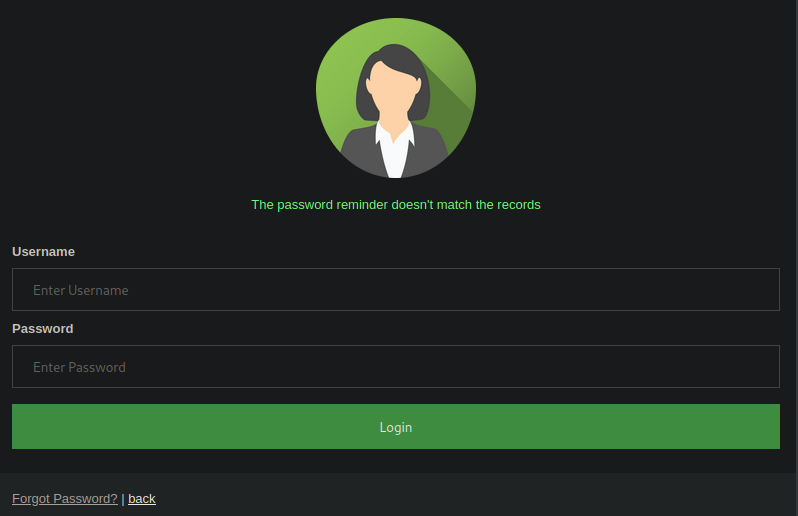 The password reminder doesn't match the records
Username
Enter Username
Password
Enter Password
Login
Forgot Password? | back